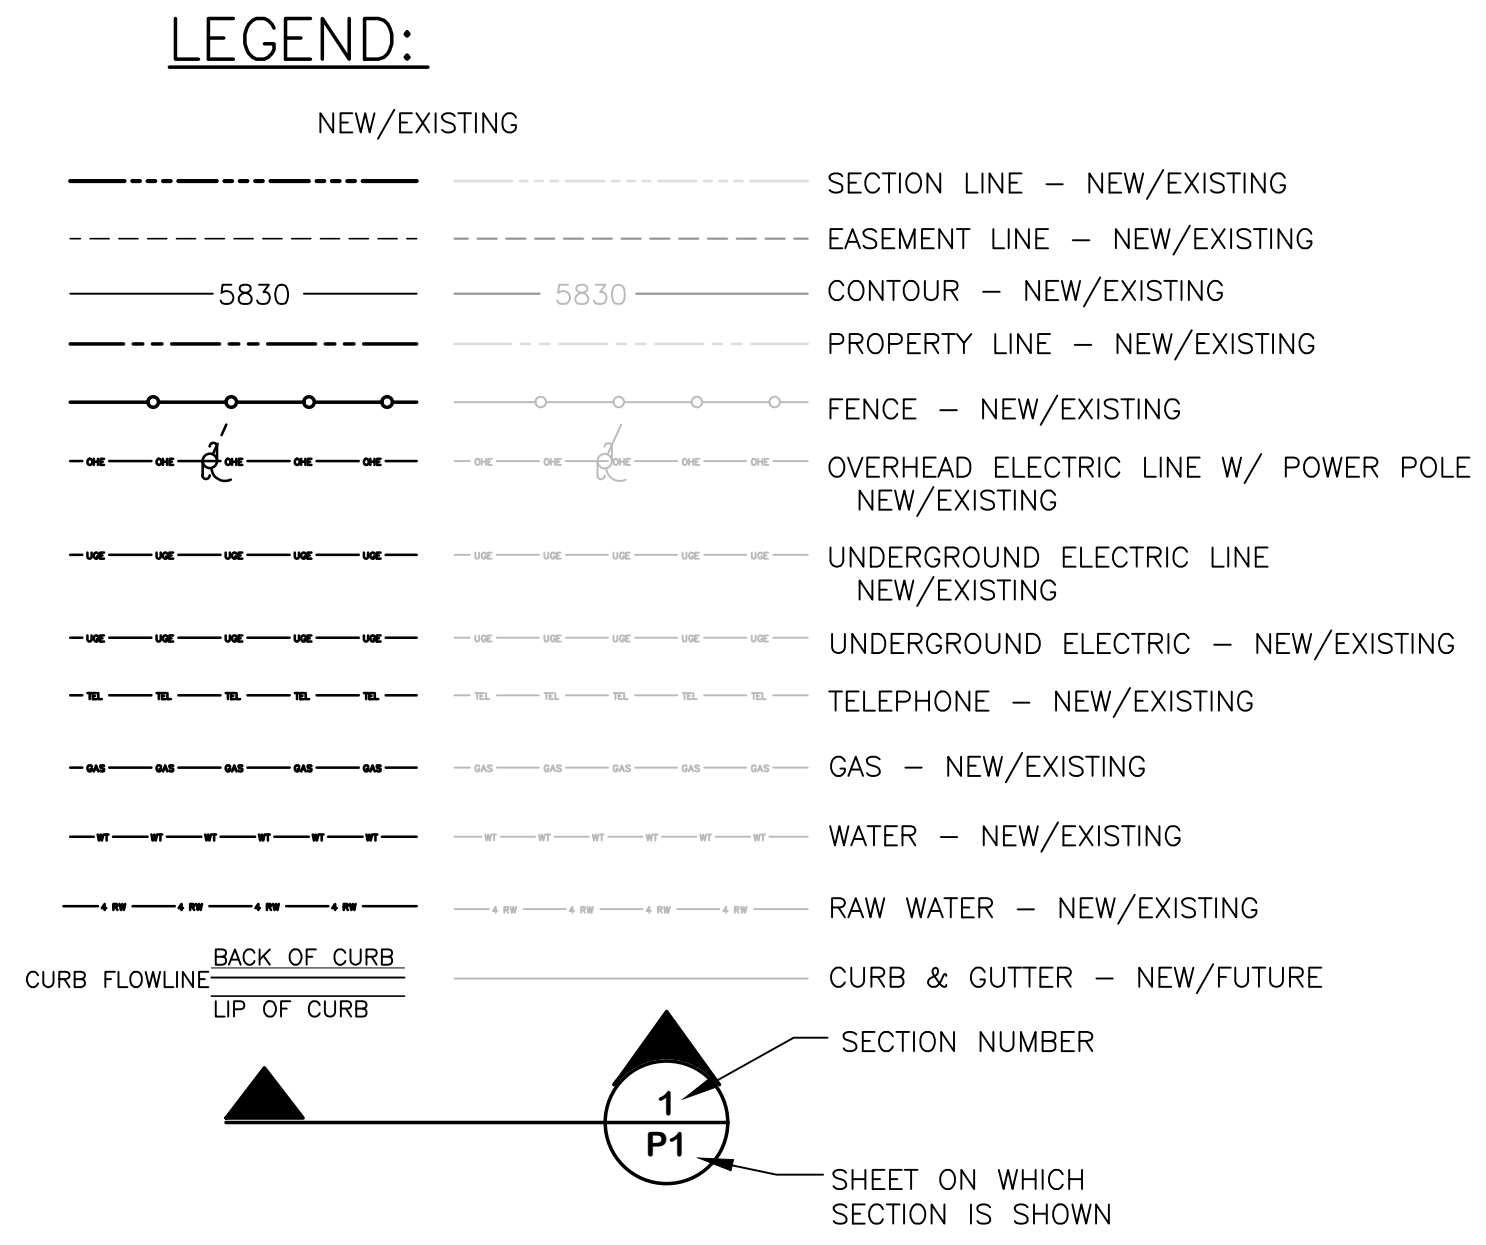 LEGEND:
NEW/EXISTING
SECTION LINE – NEW/EXISTING
EASEMENT LINE – NEW/EXISTING
5830 5830 CONTOUR – NEW/EXISTING
PROPERTY LINE – NEW/EXISTING
FENCE – NEW/EXISTING
OHE OHE OHE OHE OHE OHE OHE OHE OHE OHE OVERHEAD ELECTRIC LINE W/ POWER POLE
NEW/EXISTING
UGE UGE UGE UGE UGE UGE UGE UGE UGE UGE UNDERGROUND ELECTRIC LINE
NEW/EXISTING
UGE UGE UGE UGE UGE UGE UGE UGE UGE UGE UNDERGROUND ELECTRIC – NEW/EXISTING
TEL TEL TEL TEL TEL TEL TEL TEL TEL TEL TELEPHONE – NEW/EXISTING
GAS GAS GAS GAS GAS GAS GAS GAS GAS GAS GAS – NEW/EXISTING
WT WT WT WT WT WT WT WT WT WT WT WT WATER – NEW/EXISTING
4 RW 4 RW 4 RW 4 RW 4 RW 4 RW 4 RW 4 RW RAW WATER – NEW/EXISTING
BACK OF CURB
CURB FLOWLINE CURB & GUTTER – NEW/FUTURE
LIP OF CURB
SECTION NUMBER
1
P1
SHEET ON WHICH
SECTION IS SHOWN